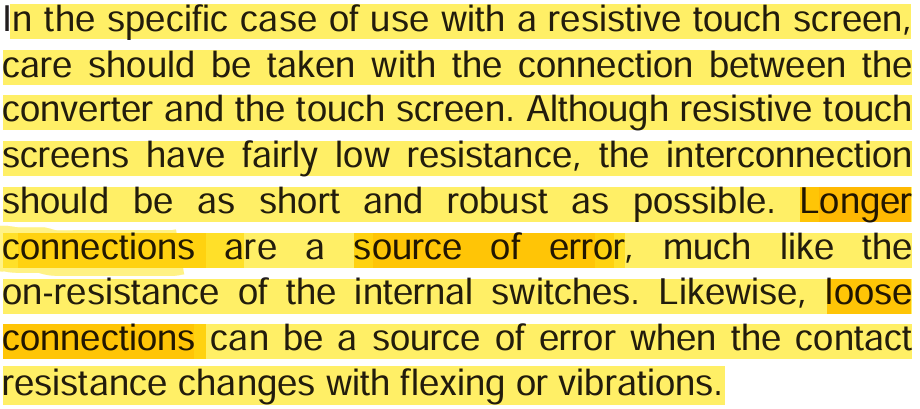 In the specific case of use with a resistive touch screen,
care should be taken with the connection between the
converter and the touch screen. Although resistive touch
screens have fairly low resistance, the interconnection
should be as short and robust as possible. Longer
connections are a source of error, much like the
on-resistance of the internal switches. Likewise, loose
connections can be a source of error when the contact
resistance changes with flexing or vibrations.